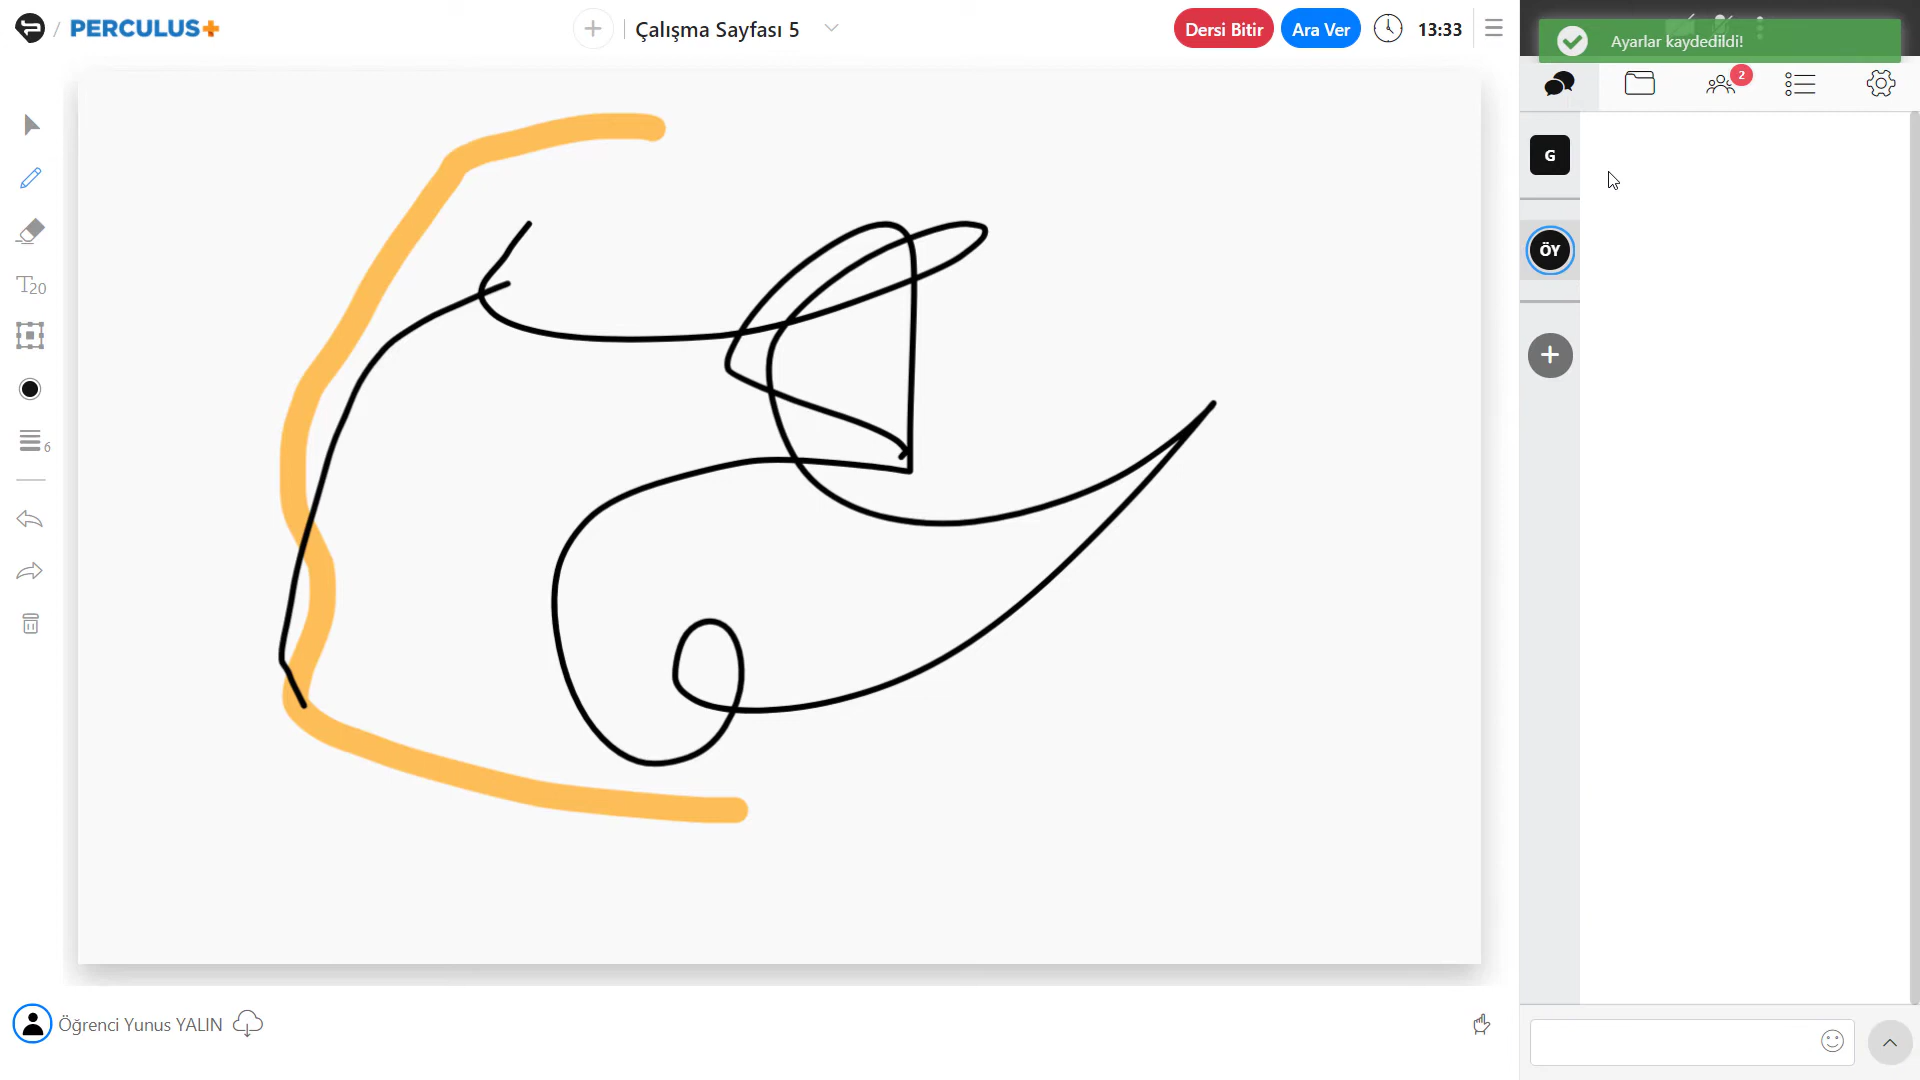 / PERCULUS+
+ Çalışma Sayfası 5
Dersi Bitir
Ara Ver
13:33
Ayarlar kaydedildi!
2
G
ÖY
+
T20
6
Öğrenci Yunus YALIN